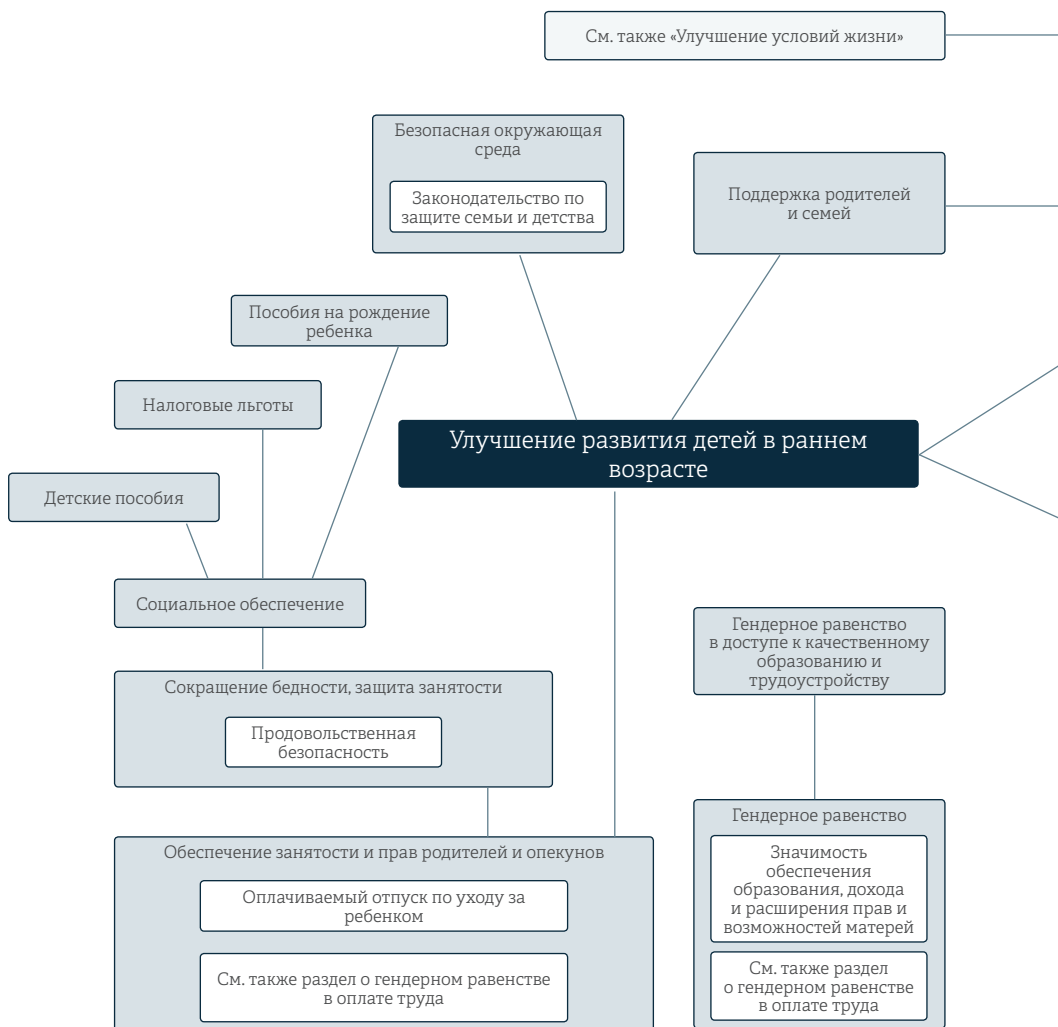 См. также «Улучшение условий жизни»
Безопасная окружающая
среда
Законодательство по
защите семьи и детства
Поддержка родителей
и семей
Пособия на рождение
ребенка
Налоговые льготы
Улучшение развития детей в раннем
возрасте
Детские пособия
Социальное обеспечение
Гендерное равенство
в доступе к качественному
образованию и
трудоустройству
Сокращение бедности, защита занятости
Продовольственная
безопасность
Гендерное равенство
Значимость
обеспечения
образования, дохода
и расширения прав и
возможностей матерей
См. также раздел
о гендерном равенстве
в оплате труда
Обеспечение занятости и прав родителей и опекунов
Оплачиваемый отпуск по уходу за
ребенком
См. также раздел о гендерном равенстве
в оплате труда